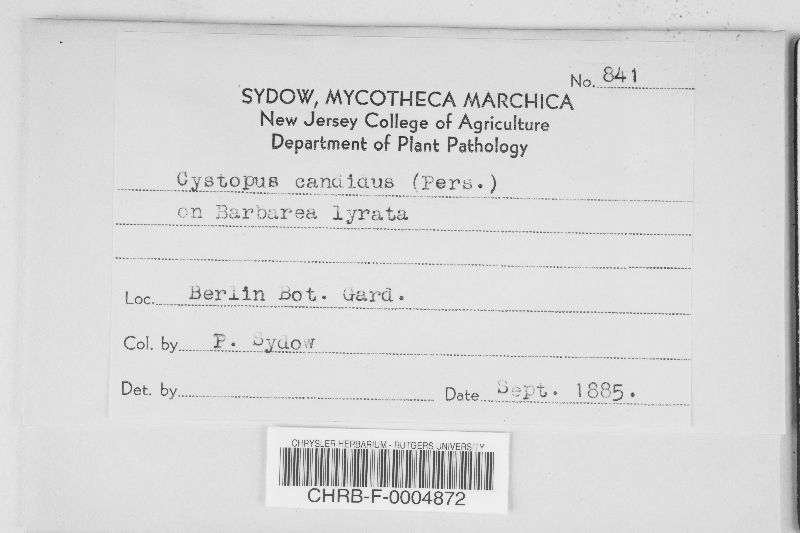 No. 841
SYDOW, MYCOTHECA MARCHICA
New Jersey College of Agriculture
Department of Plant Pathology
Cystopus candidus (Pers.)
on Barbarea lyrata
Loc. Berlin Bot. Gard.
Col. by P. Sydow
Det. by
Date Sept. 1885.
CHRYSLER HERBARIUM - RUTGERS UNIVERSITY
CHRB-F-0004872